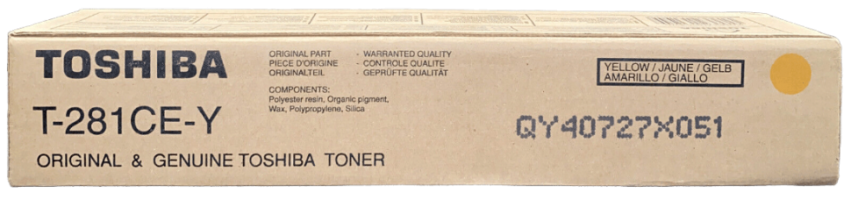 TOSHIBA
T-281CE-Y
ORIGINAL & GENUINE TOSHIBA TONER
ORIGINAL PART - WARRANTED QUALITY
PIECE D'ORIGINE - CONTROLE QUALITE
ORIGINALTEIL - GEPRÜFTE QUALITÄT
COMPONENTS:
Polyester resin, Organic pigment,
Wax, Polypropylene, Silica
YELLOW / JAUNE / GELB
AMARILLO / GIALLO
QY40727X051